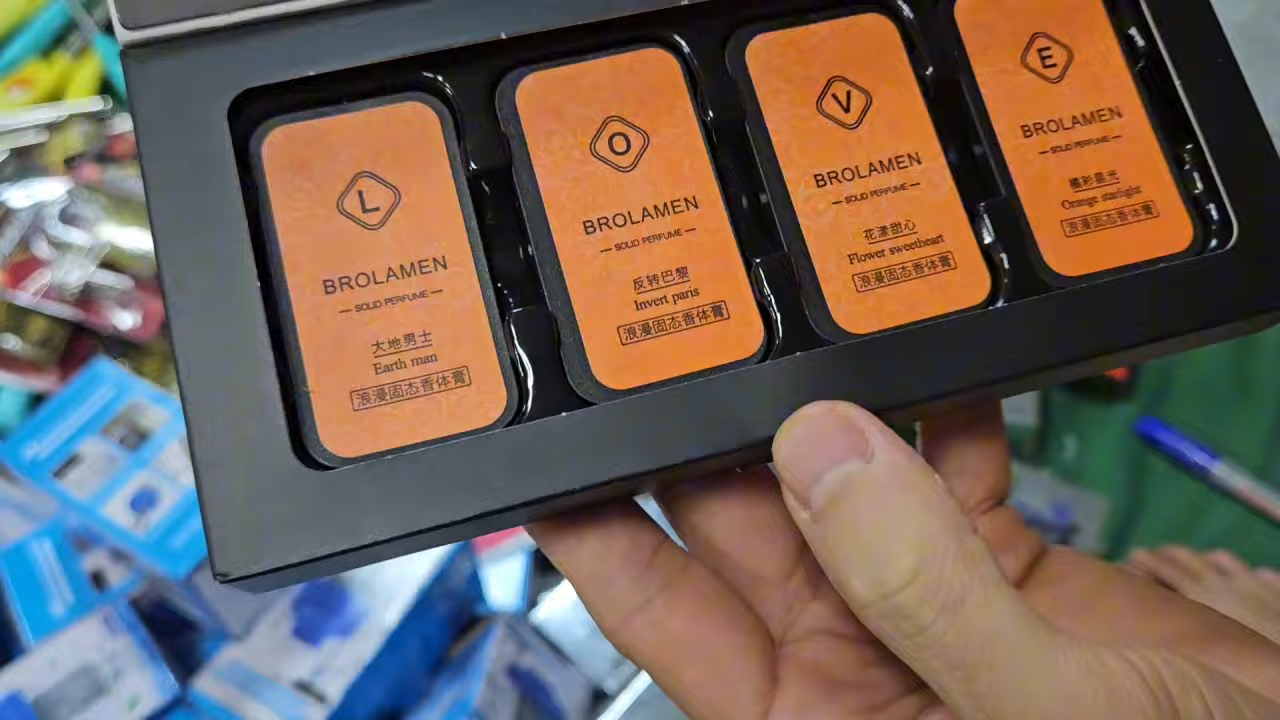 L
BROLAMEN
SOLID PERFUME
大地男士
Earth man
浪漫固态香体膏
O
BROLAMEN
SOLID PERFUME
反转巴黎
Invert paris
浪漫固态香体膏
V
BROLAMEN
SOLID PERFUME
花漾甜心
Flower sweetheart
浪漫固态香体膏
E
BROLAMEN
SOLID PERFUME
橘彩星光
Orange starlight
浪漫固态香体膏